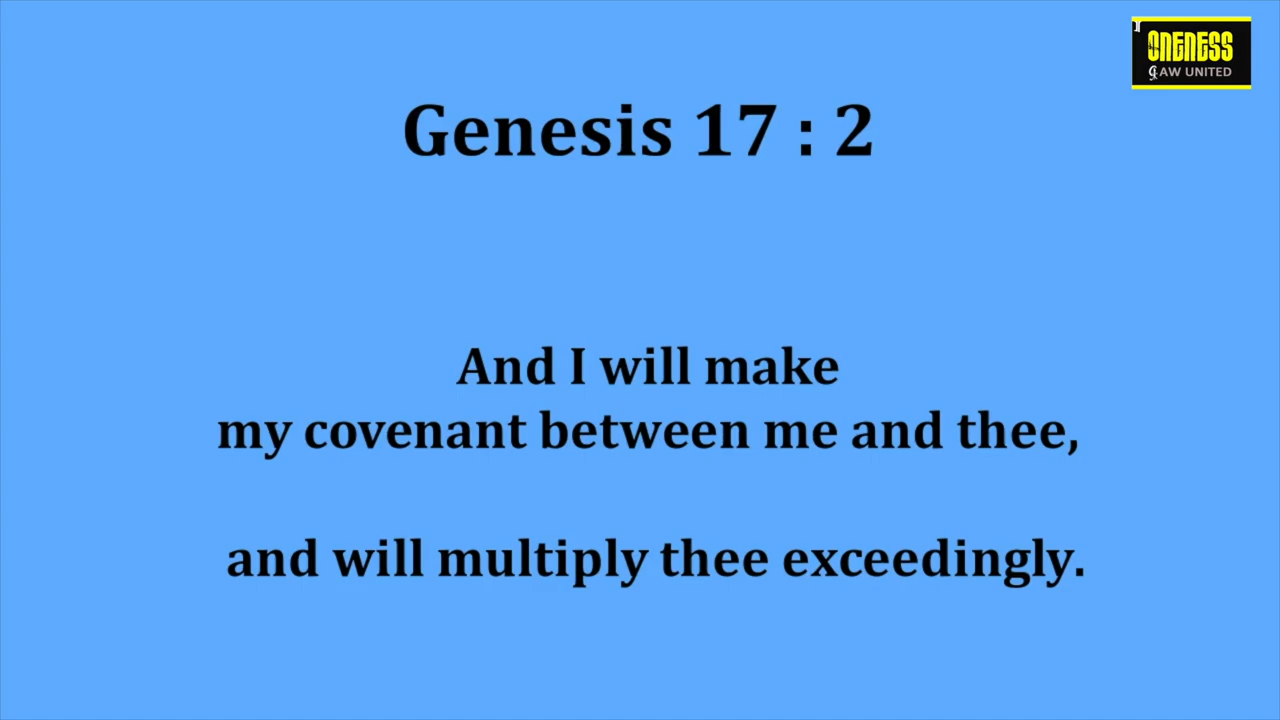 ONENESS
LAW UNITED
Genesis 17 : 2
And I will make
my covenant between me and thee,
and will multiply thee exceedingly.